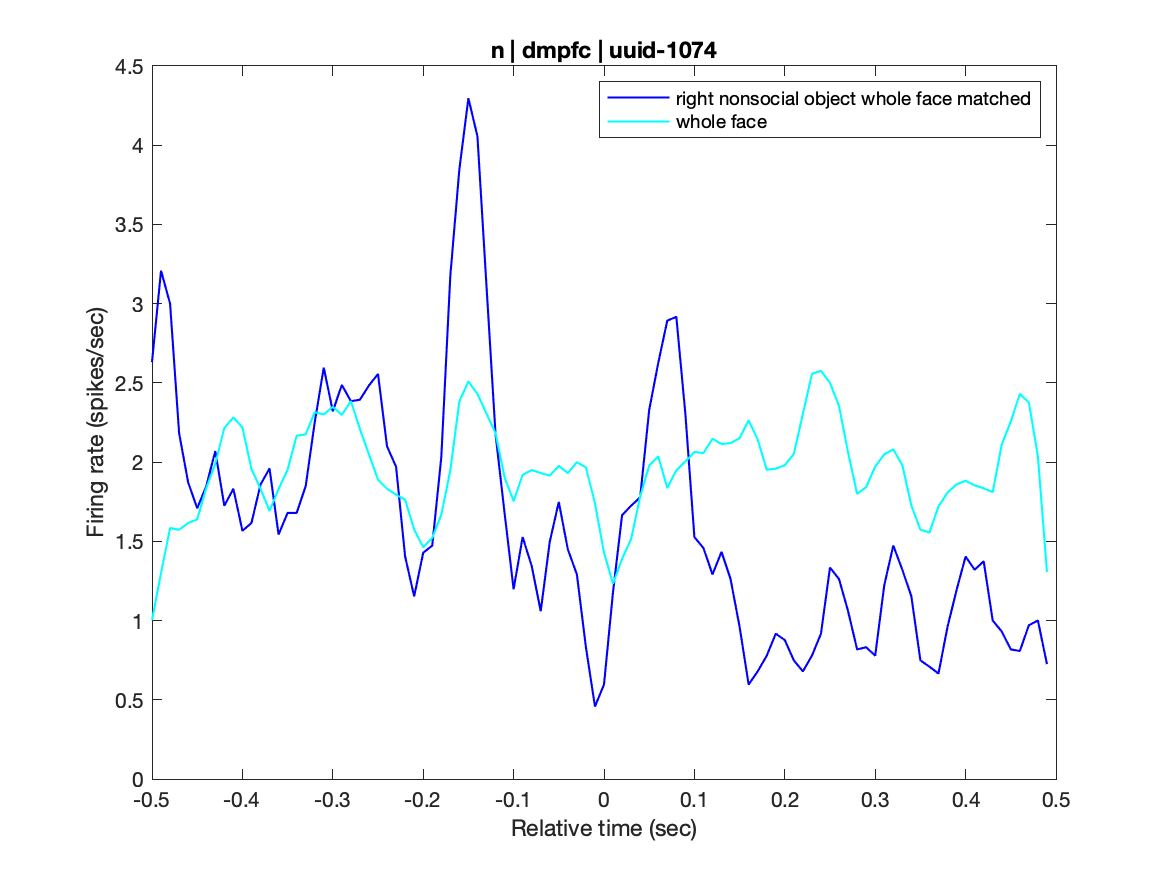 n | dmpfc | uuid-1074
right nonsocial object whole face matched
whole face
Firing rate (spikes/sec)
4.5
4
3.5
3
2.5
2
1.5
1
0.5
0
-0.5 -0.4 -0.3 -0.2 -0.1 0 0.1 0.2 0.3 0.4 0.5
Relative time (sec)